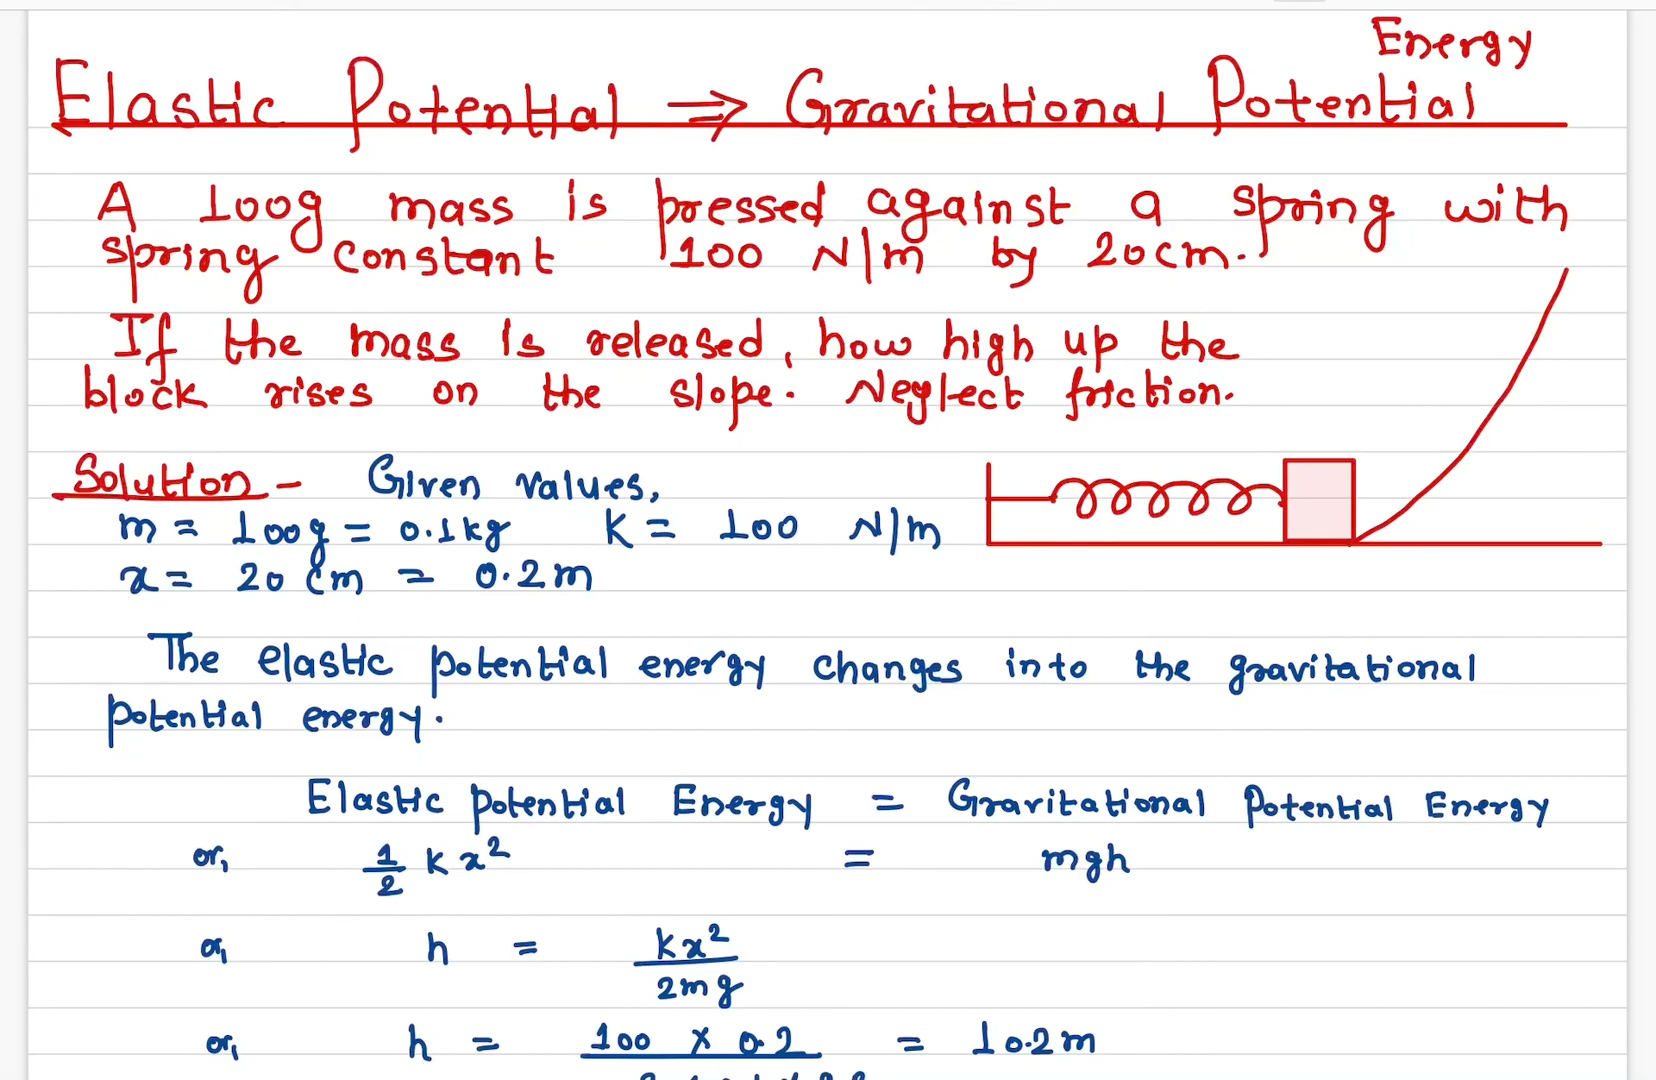 Energy
Elastic Potential ⇒ Gravitational Potential
A 100g mass is pressed against a spring with
spring constant 100 N/m by 20cm.
If the mass is released, how high up the
block rises on the slope. Neglect friction.
Solution - Given values,
m = 100g = 0.1kg K = 100 N/m
x = 20 cm = 0.2m
The elastic potential energy changes into the gravitational
potential energy.
Elastic potential Energy = Gravitational Potential Energy
or, 1/2 kx² = mgh
or, h = kx²/2mg
or, h = 100 x 0.2 = 10.2m